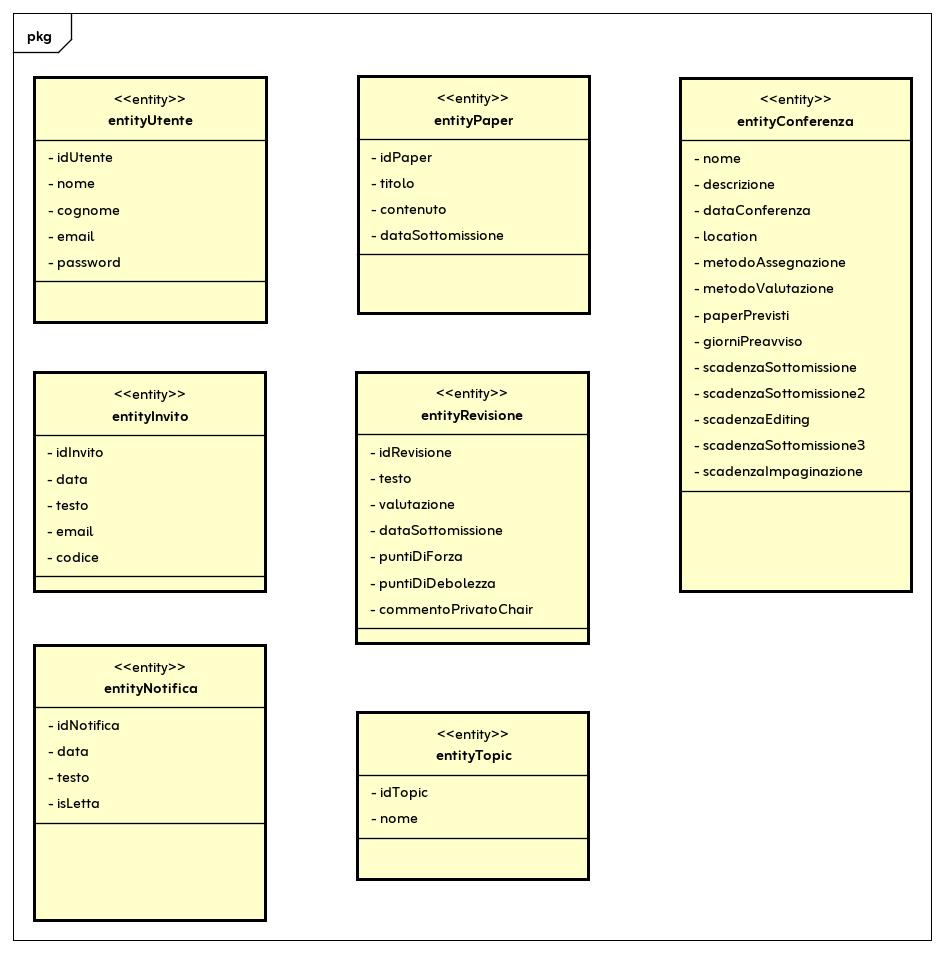 pkg
<<entity>>
entityUtente
- idUtente
- nome
- cognome
- email
- password
<<entity>>
entityPaper
- idPaper
- titolo
- contenuto
- dataSottomissione
<<entity>>
entityConferenza
- nome
- descrizione
- dataConferenza
- location
- metodoAssegnazione
- metodoValutazione
- paperPrevisti
- giorniPreavviso
- scadenzaSottomissione
- scadenzaSottomissione2
- scadenzaEditing
- scadenzaSottomissione3
- scadenzaImpaginazione
<<entity>>
entityInvito
- idInvito
- data
- testo
- email
- codice
<<entity>>
entityRevisione
- idRevisione
- testo
- valutazione
- dataSottomissione
- puntiDiForza
- puntiDiDebolezza
- commentoPrivatoChair
<<entity>>
entityNotifica
- idNotifica
- data
- testo
- isLetta
<<entity>>
entityTopic
- idTopic
- nome